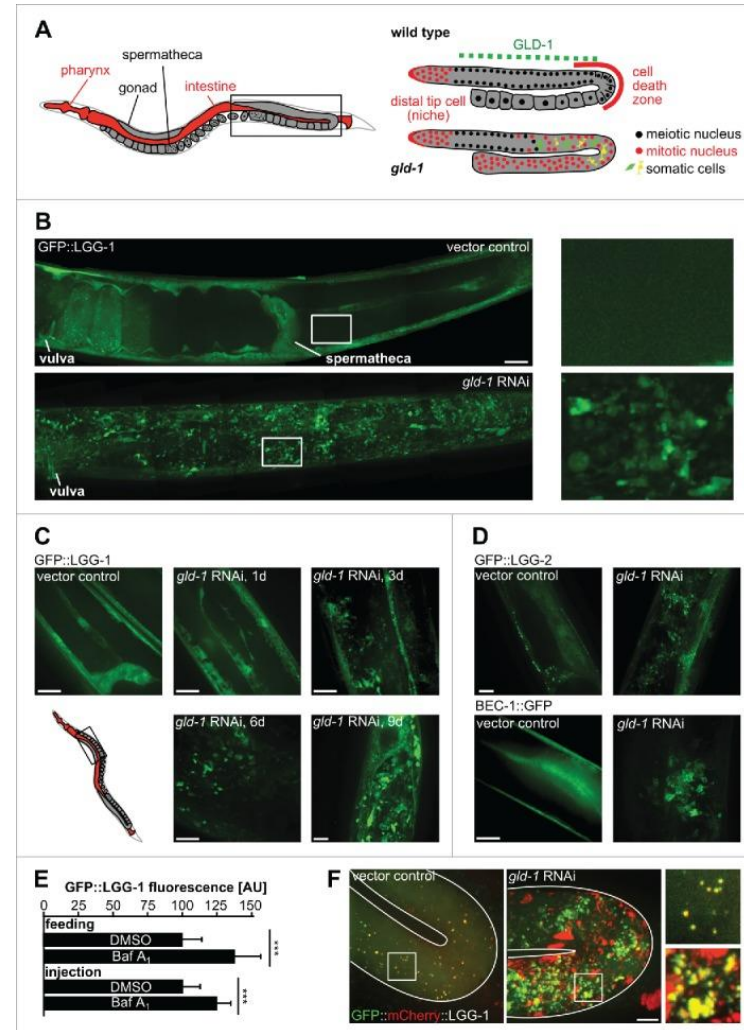 A
spermatheca
pharynx
gonad
intestine
wild type
GLD-1
distal tip cell
(niche)
cell
death
zone
gld-1
meiotic nucleus
mitotic nucleus
somatic cells
B
GFP::LGG-1
vector control
vulva
spermatheca
gld-1 RNAi
vulva
C
GFP::LGG-1
vector control
gld-1 RNAi, 1d
gld-1 RNAi, 3d
gld-1 RNAi, 6d
gld-1 RNAi, 9d
D
GFP::LGG-2
vector control
gld-1 RNAi
BEC-1::GFP
vector control
gld-1 RNAi
E
GFP::LGG-1 fluorescence [AU]
0 25 50 75 100 125 150
feeding
DMSO
Baf A1
***
injection
DMSO
Baf A1
***
F
vector control
gld-1 RNAi
GFP::mCherry::LGG-1